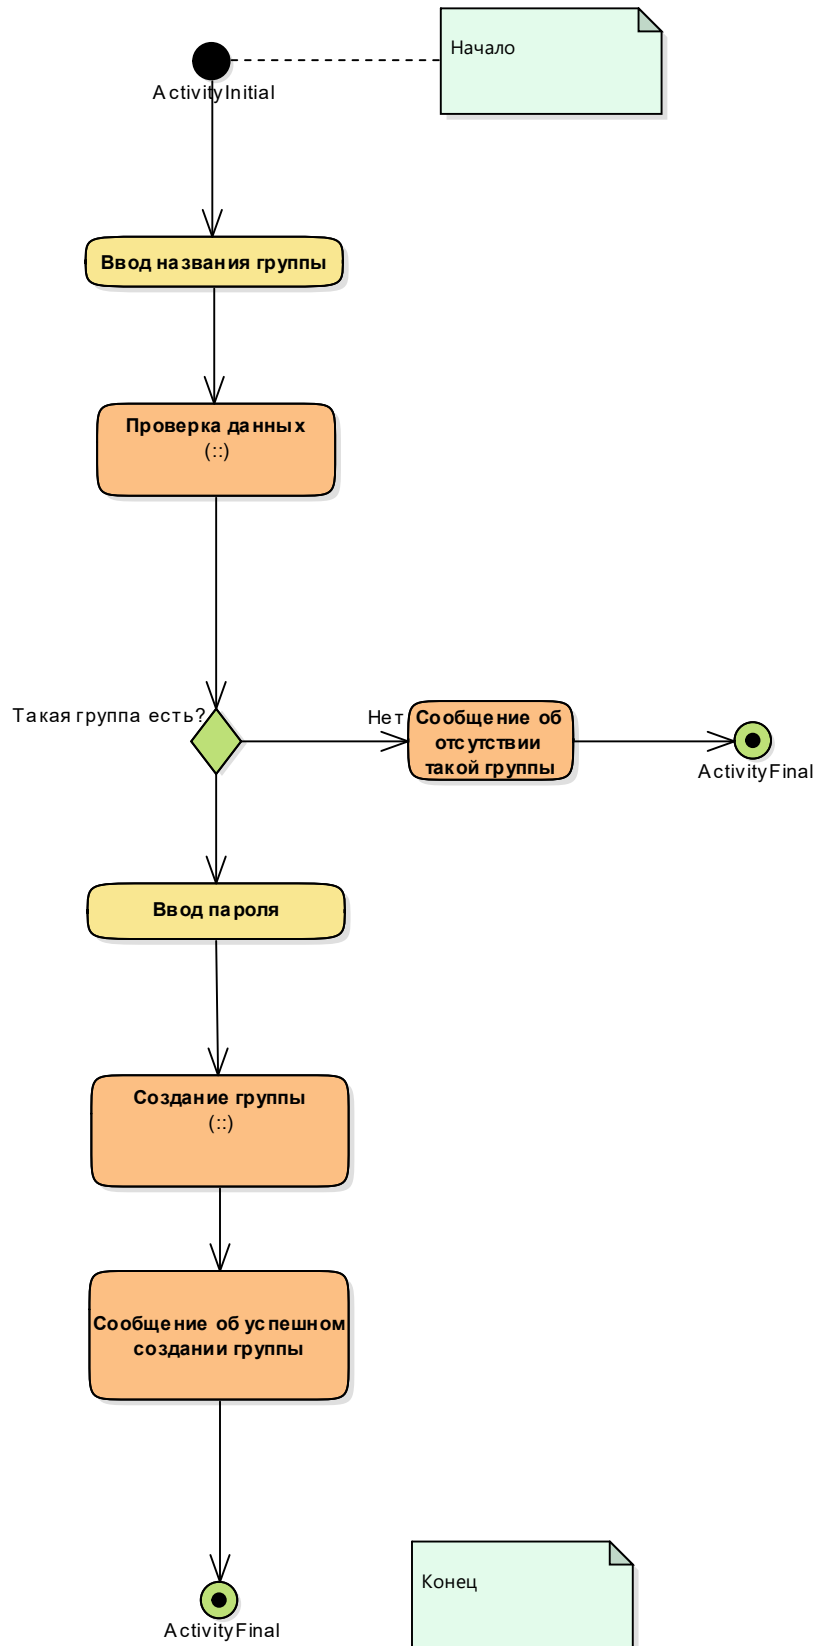 Начало
ActivityInitial
Ввод названия группы
Проверка данных
(::)
Такая группа есть?
Нет
Сообщение об
отсутствии
такой группы
ActivityFinal
Ввод пароля
Создание группы
(::)
Сообщение об успешном
создании группы
Конец
ActivityFinal